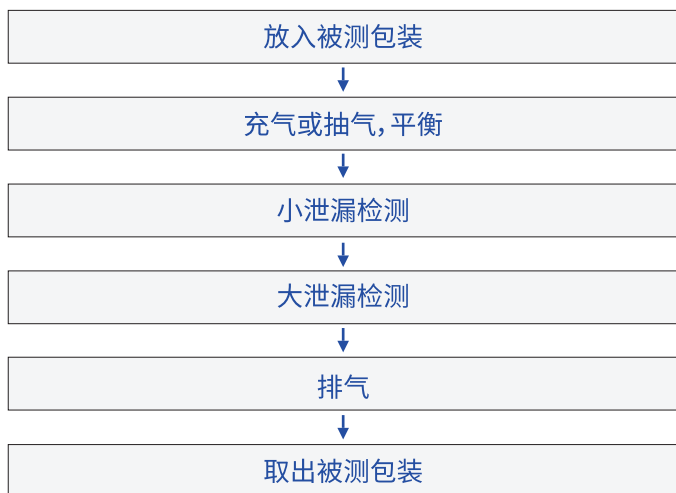 放入被测包装
充气或抽气,平衡
小泄漏检测
大泄漏检测
排气
取出被测包装